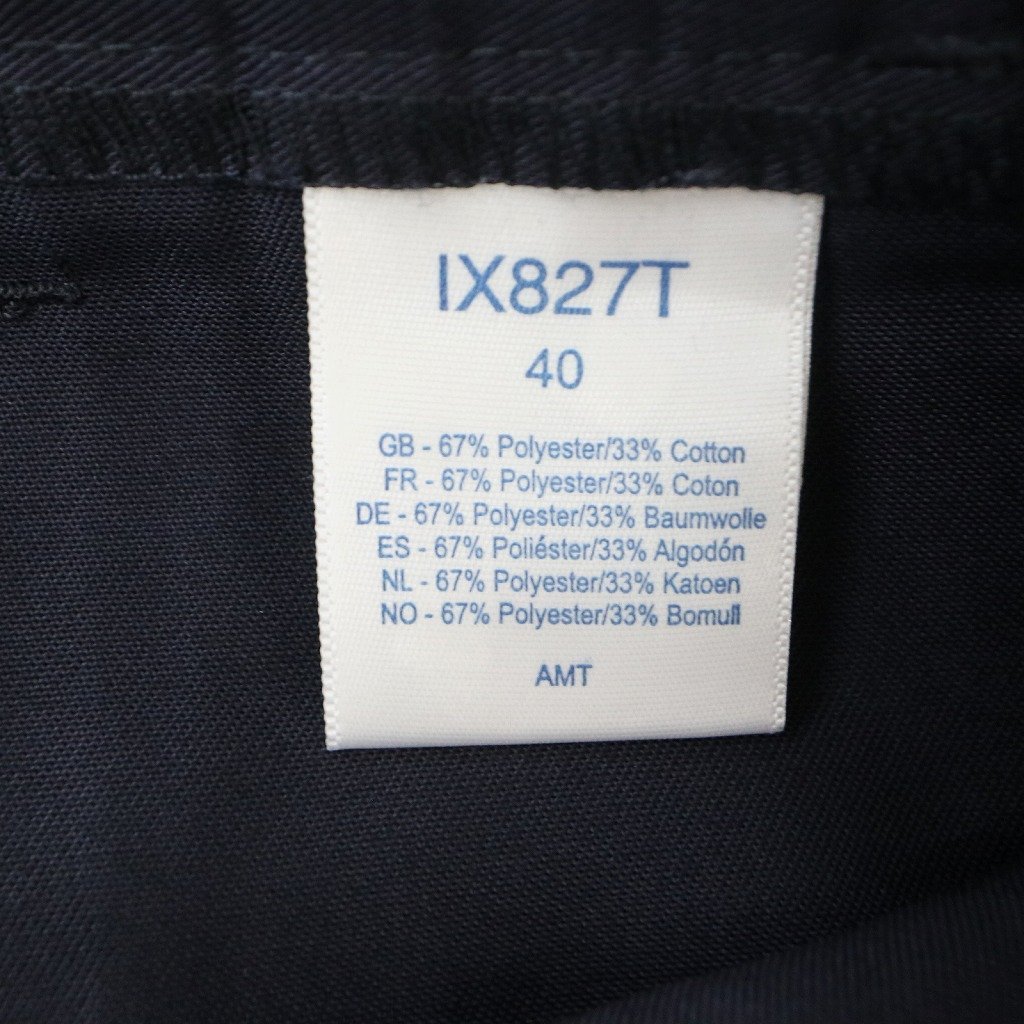 IX827T
40
GB - 67% Polyester/33% Cotton
FR - 67% Polyester/33% Coton
DE - 67% Polyester/33% Baumwolle
ES - 67% Poliéster/33% Algodón
NL - 67% Polyester/33% Katoen
NO - 67% Polyester/33% Bomull
AMT